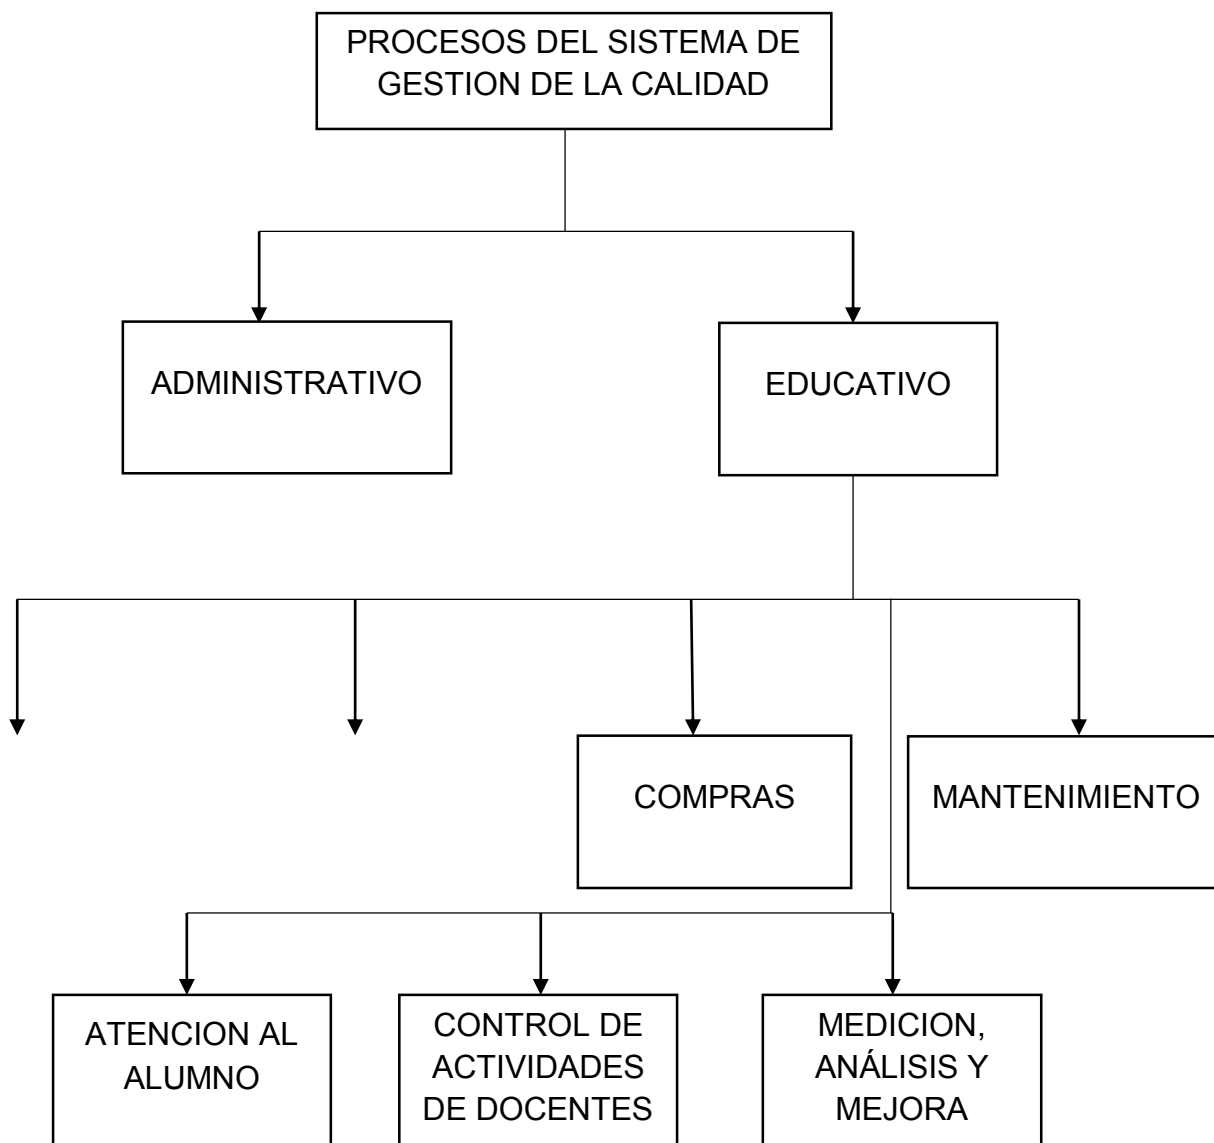 PROCESOS DEL SISTEMA DE
GESTION DE LA CALIDAD
ADMINISTRATIVO
EDUCATIVO
COMPRAS
MANTENIMIENTO
ATENCION AL
ALUMNO
CONTROL DE
ACTIVIDADES
DE DOCENTES
MEDICION,
ANÁLISIS Y
MEJORA